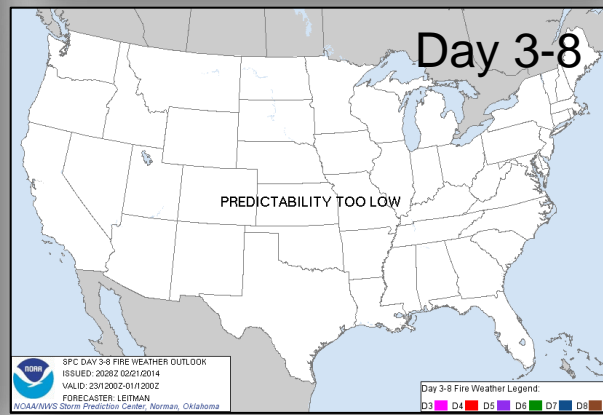 Day 3-8
PREDICTABILITY TOO LOW
NOAA
SPC DAY 3-8 FIRE WEATHER OUTLOOK
ISSUED: 2028Z 02/21/2014
VALID: 23/1200Z-01/1200Z
FORECASTER: LEITMAN
NOAA/NWS Storm Prediction Center, Norman, Oklahoma
Day 3-8 Fire Weather Legend:
D3 D4 D5 D6 D7 D8